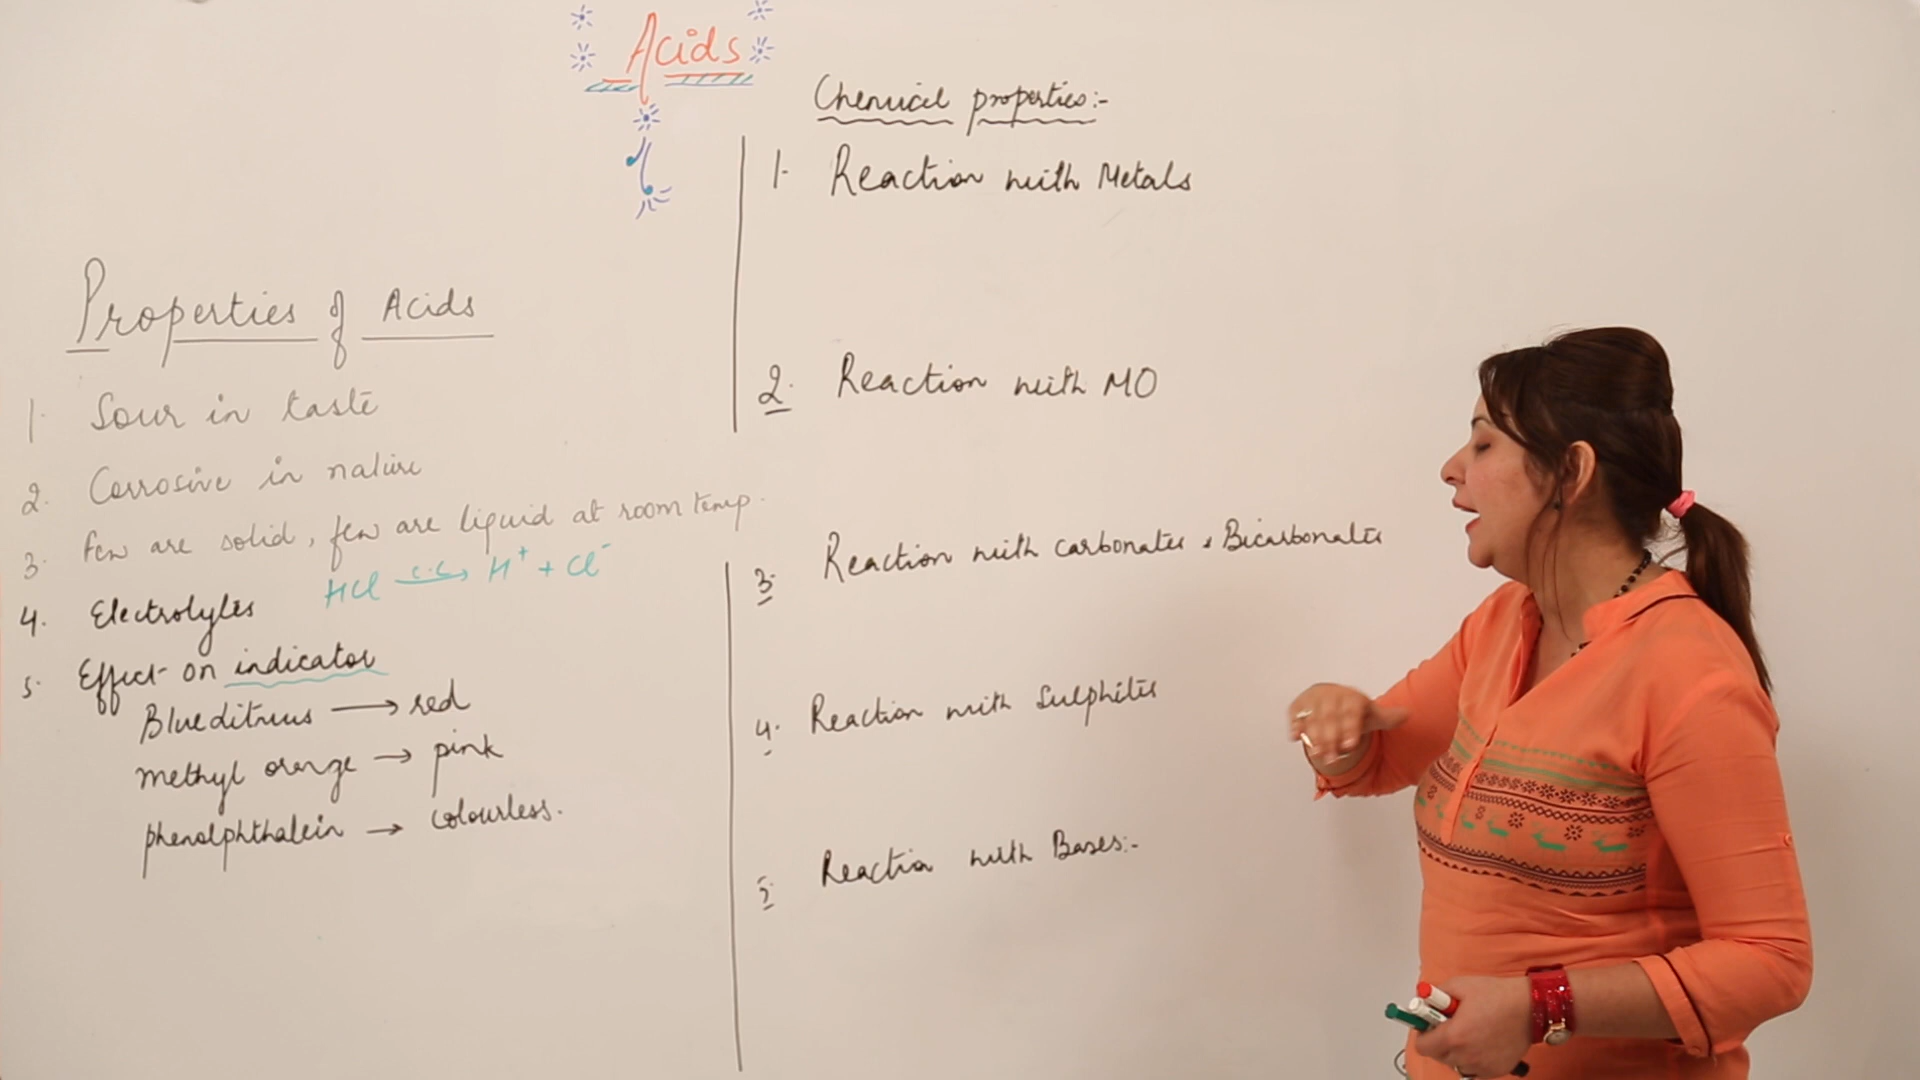 Acids
Properties of Acids
1. Sour in taste
2. Corrosive in nature
3. Few are solid, few are liquid at room temp.
HCl → H⁺ + Cl⁻
4. Electrolytes
5. Effect on indicator
Blue litmus → red
methyl orange → pink
phenolphthalein → colourless.
Chemical properties:-
1. Reaction with Metals
2. Reaction with MO
3. Reaction with carbonates & Bicarbonates
4. Reaction with Sulphites
5. Reaction with Bases:-